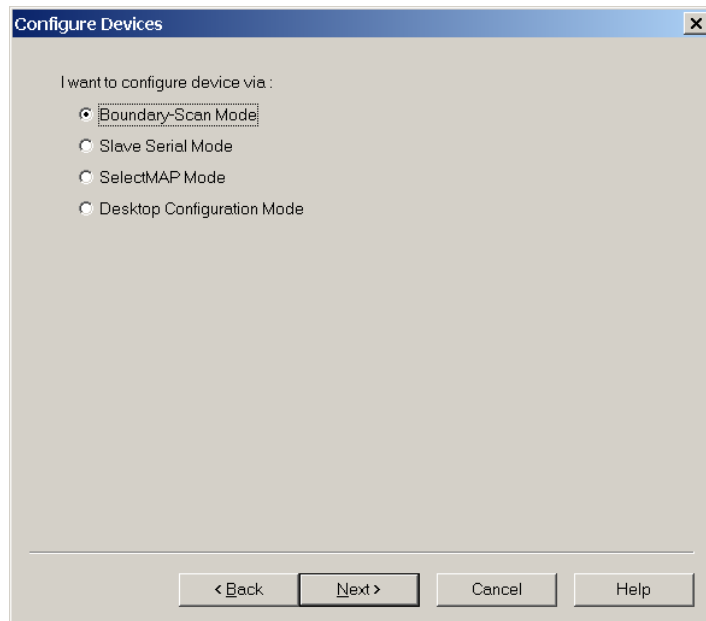 Configure Devices
I want to configure device via :
Boundary-Scan Mode
Slave Serial Mode
SelectMAP Mode
Desktop Configuration Mode
< Back Next > Cancel Help